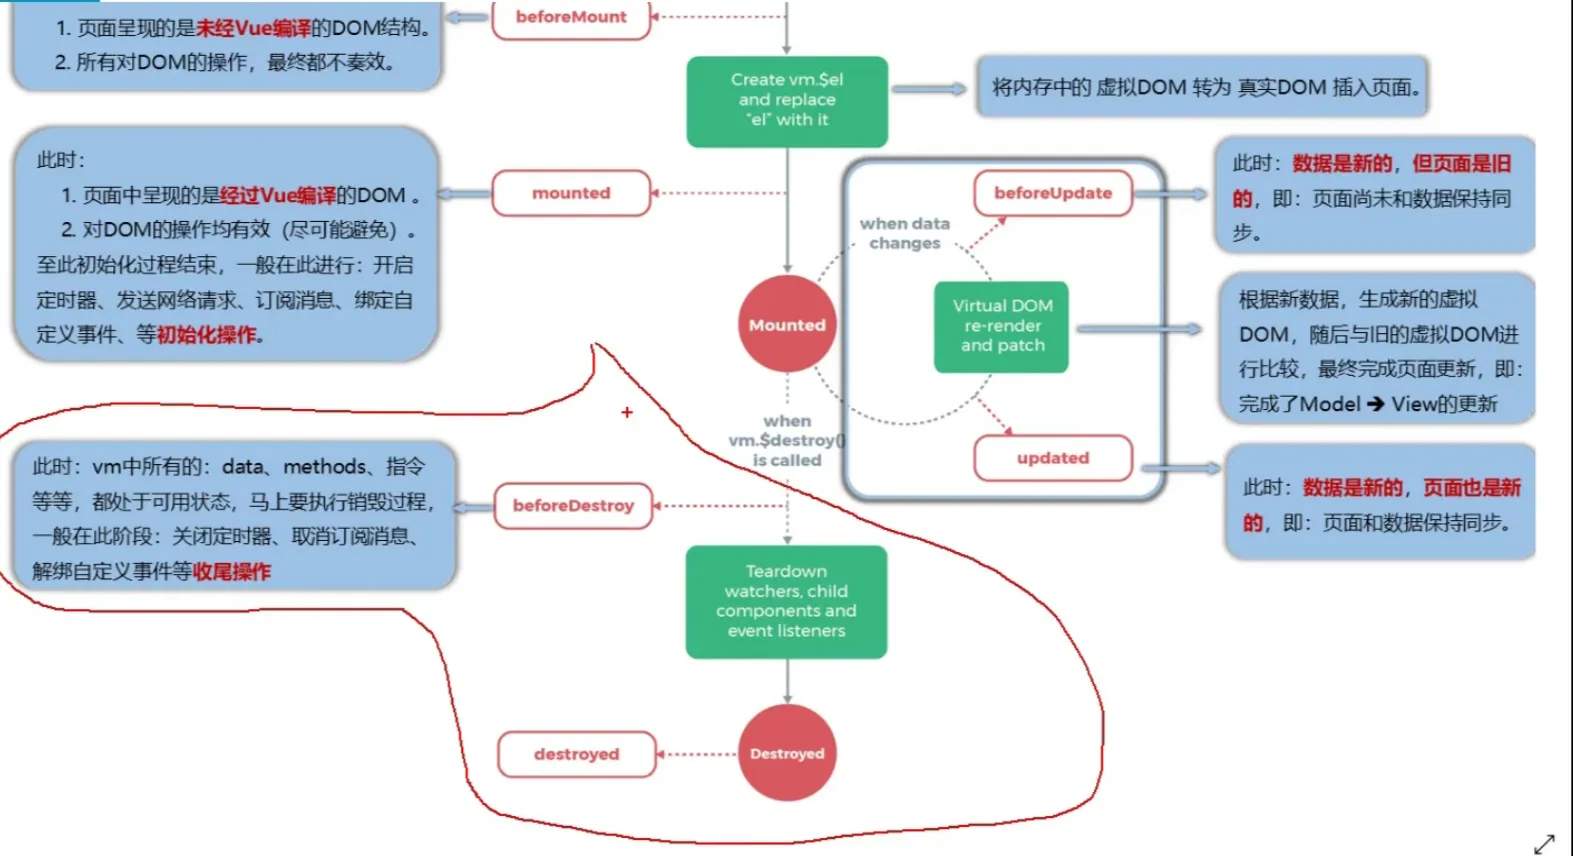 1. 页面呈现的是未经Vue编译的DOM结构。
2. 所有对DOM的操作，最终都不奏效。
beforeMount
Create vm.$el
and replace
“el” with it
将内存中的 虚拟DOM 转为 真实DOM 插入页面。
此时：
1. 页面中呈现的是经过Vue编译的DOM 。
2. 对DOM的操作均有效（尽可能避免）。
至此初始化过程结束，一般在此进行：开启
定时器、发送网络请求、订阅消息、绑定自
定义事件、等初始化操作。
mounted
beforeUpdate
此时：数据是新的，但页面是旧
的，即：页面尚未和数据保持同
步。
when data
changes
Mounted
Virtual DOM
re-render
and patch
根据新数据，生成新的虚拟
DOM，随后与旧的虚拟DOM进
行比较，最终完成页面更新，即：
完成了Model ➔ View的更新
when
vm.$destroy()
is called
updated
此时：数据是新的，页面也是新
的，即：页面和数据保持同步。
此时：vm中所有的：data、methods、指令
等等，都处于可用状态，马上要执行销毁过程，
一般在此阶段：关闭定时器、取消订阅消息、
解绑自定义事件等收尾操作
beforeDestroy
Teardown
watchers, child
components and
event listeners
destroyed
Destroyed